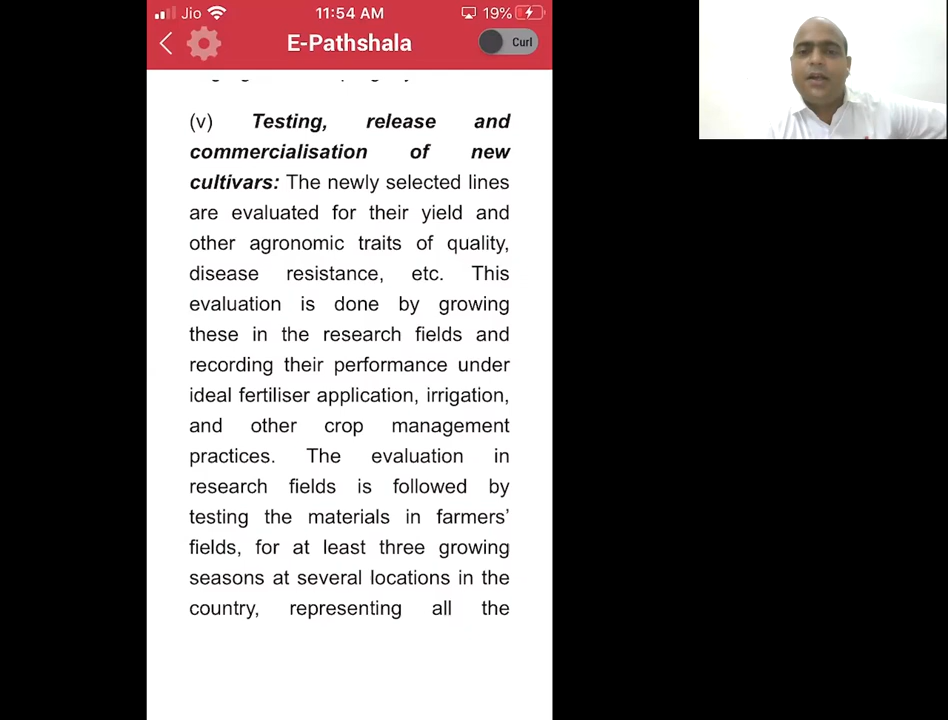 Jio 11:54 AM 19%
E-Pathshala Curl
(v) Testing, release and
commercialisation of new
cultivars: The newly selected lines
are evaluated for their yield and
other agronomic traits of quality,
disease resistance, etc. This
evaluation is done by growing
these in the research fields and
recording their performance under
ideal fertiliser application, irrigation,
and other crop management
practices. The evaluation in
research fields is followed by
testing the materials in farmers’
fields, for at least three growing
seasons at several locations in the
country, representing all the